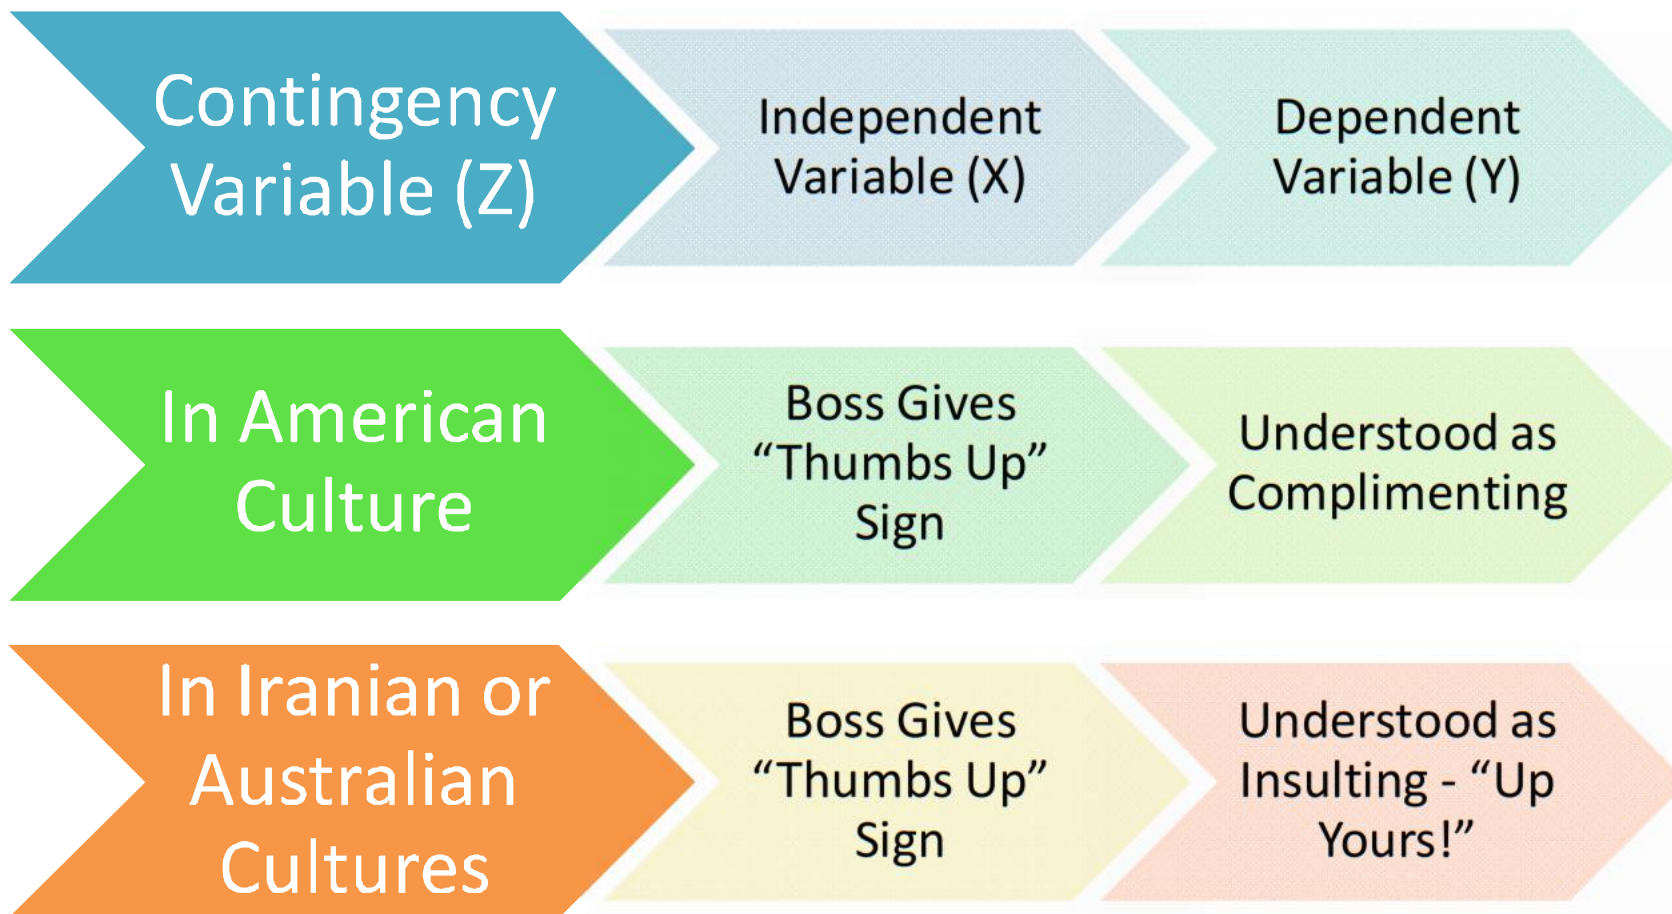 Contingency
Variable (Z)
Independent
Variable (X)
Dependent
Variable (Y)
In American
Culture
Boss Gives
“Thumbs Up”
Sign
Understood as
Complimenting
In Iranian or
Australian
Cultures
Boss Gives
“Thumbs Up”
Sign
Understood as
Insulting - “Up
Yours!”